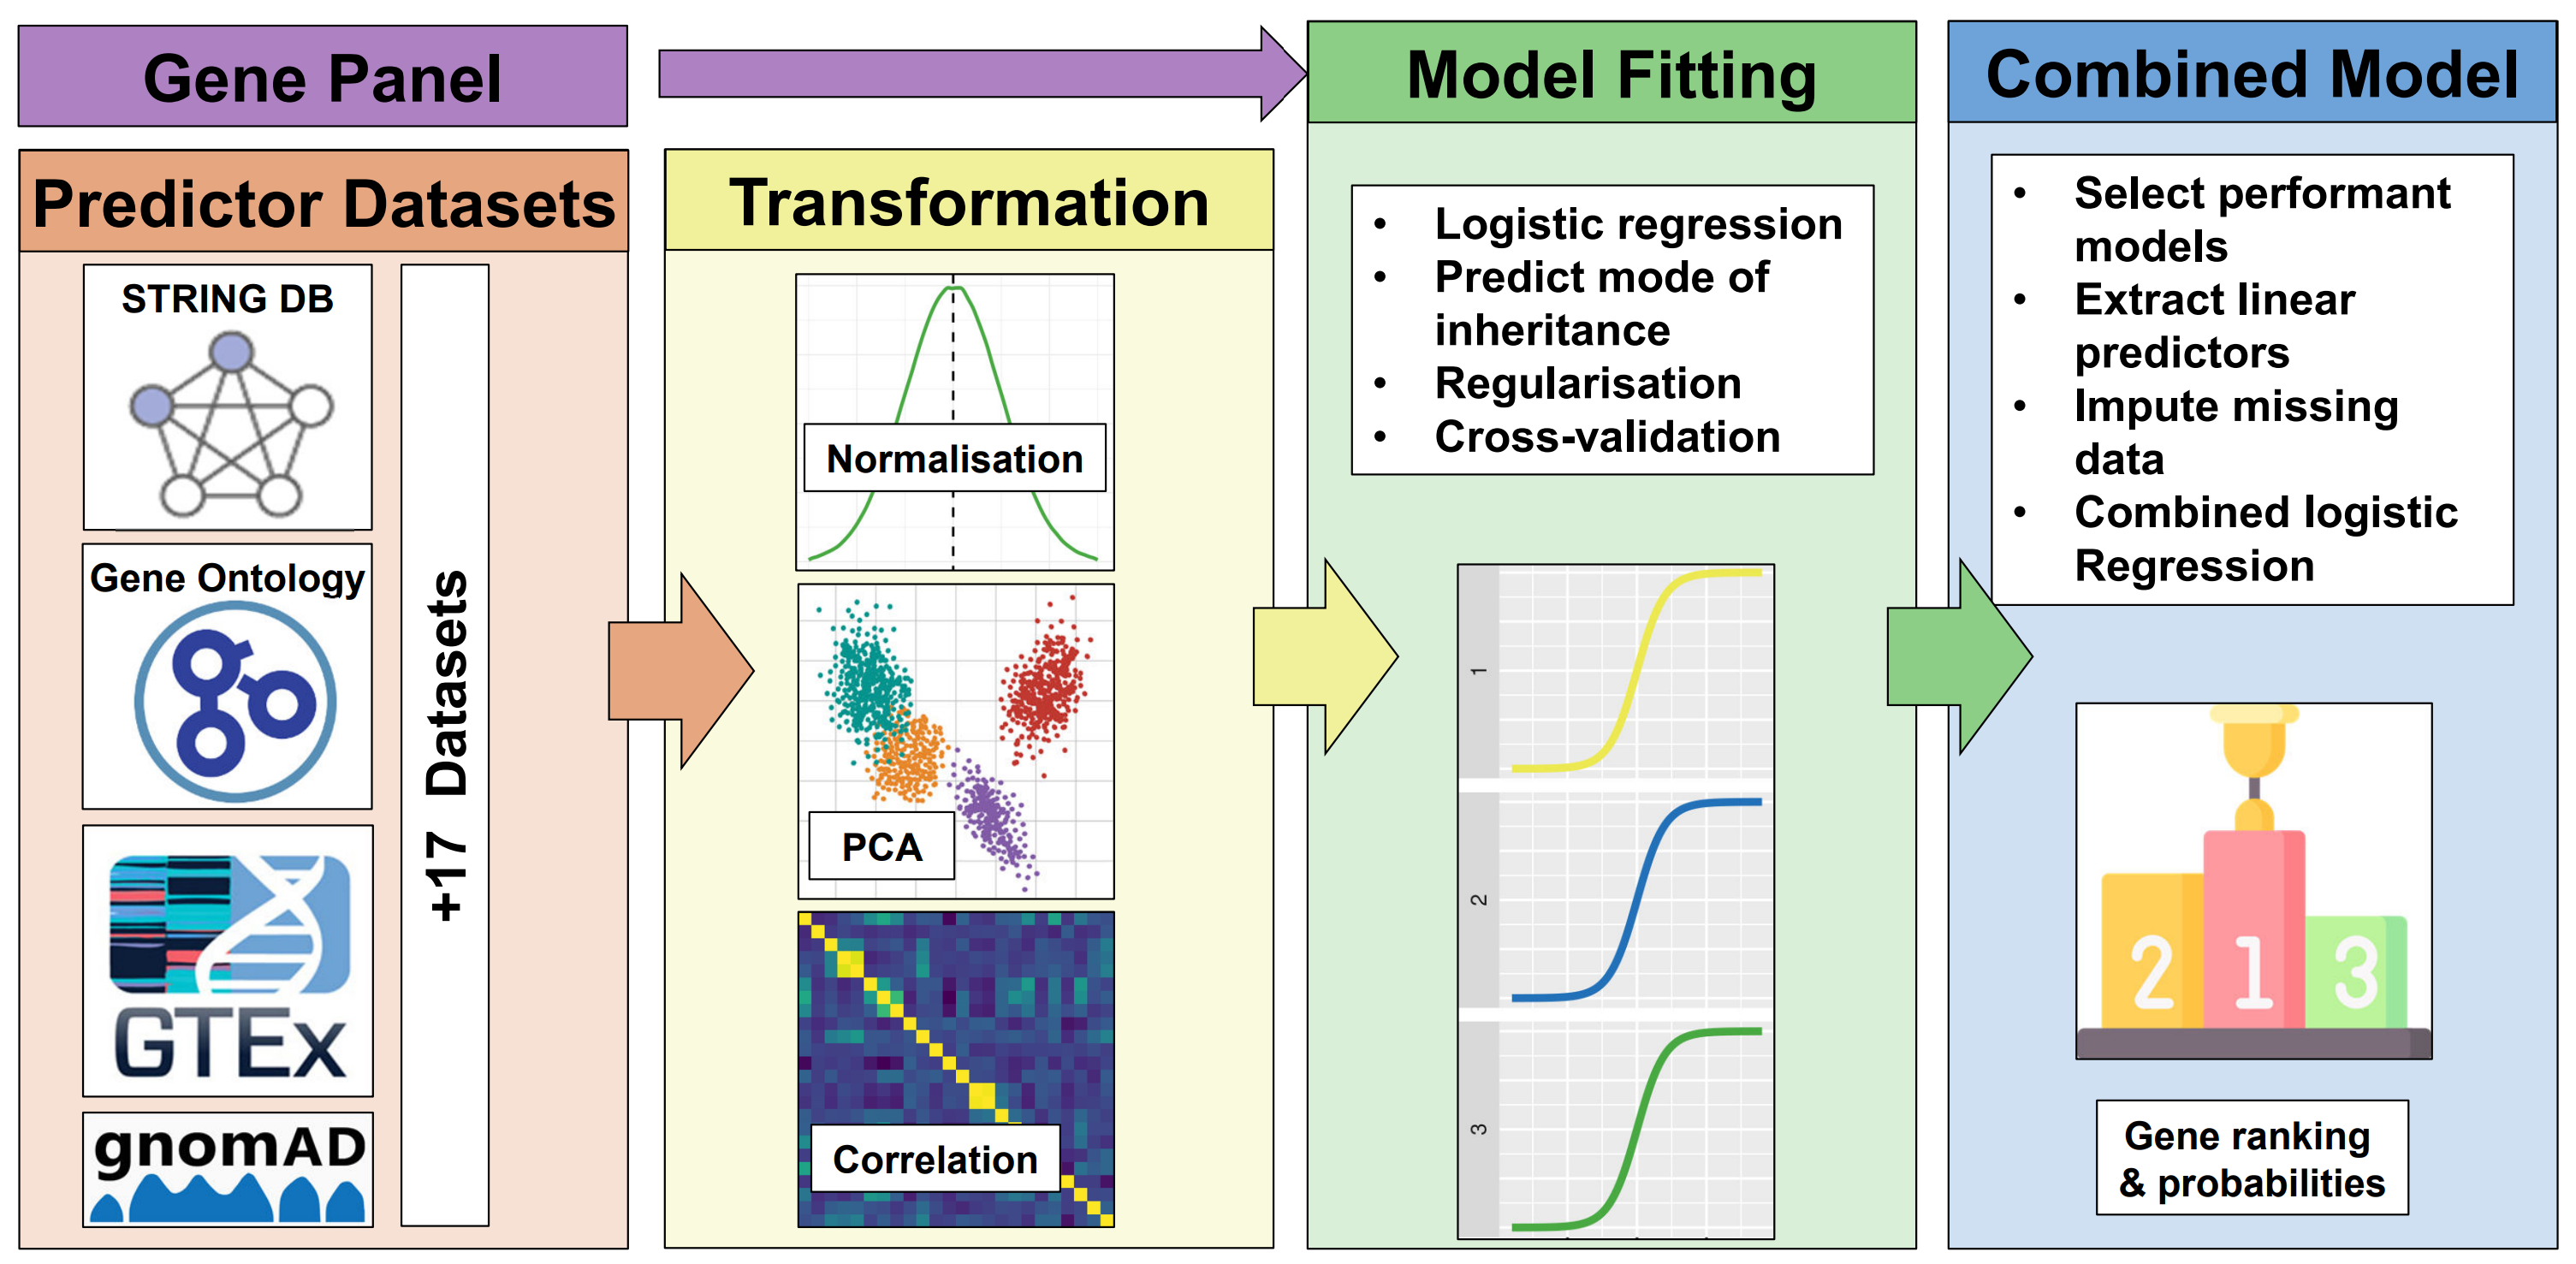 Gene Panel
Predictor Datasets
STRING DB
Gene Ontology
GTEx
gnomAD
+17 Datasets
Transformation
Normalisation
PCA
Correlation
Model Fitting
• Logistic regression
• Predict mode of
inheritance
• Regularisation
• Cross-validation
1
2
3
Combined Model
• Select performant
models
• Extract linear
predictors
• Impute missing
data
• Combined logistic
Regression
2 1 3
Gene ranking
& probabilities